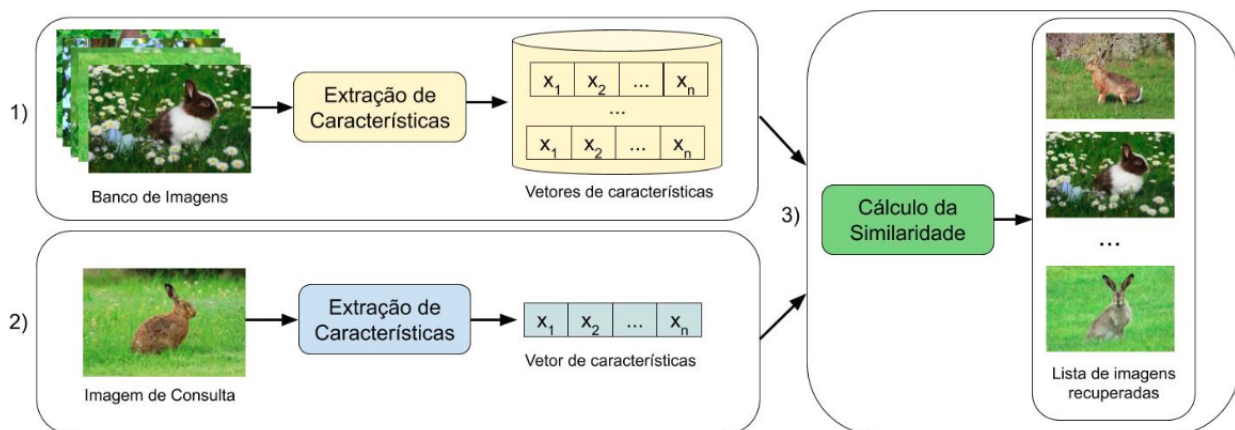 1)
Banco de Imagens
Extração de
Características
x1 x2 ... xn
...
x1 x2 ... xn
Vetores de características
2)
Imagem de Consulta
Extração de
Características
x1 x2 ... xn
Vetor de características
3)
Cálculo da
Similaridade
...
Lista de imagens
recuperadas